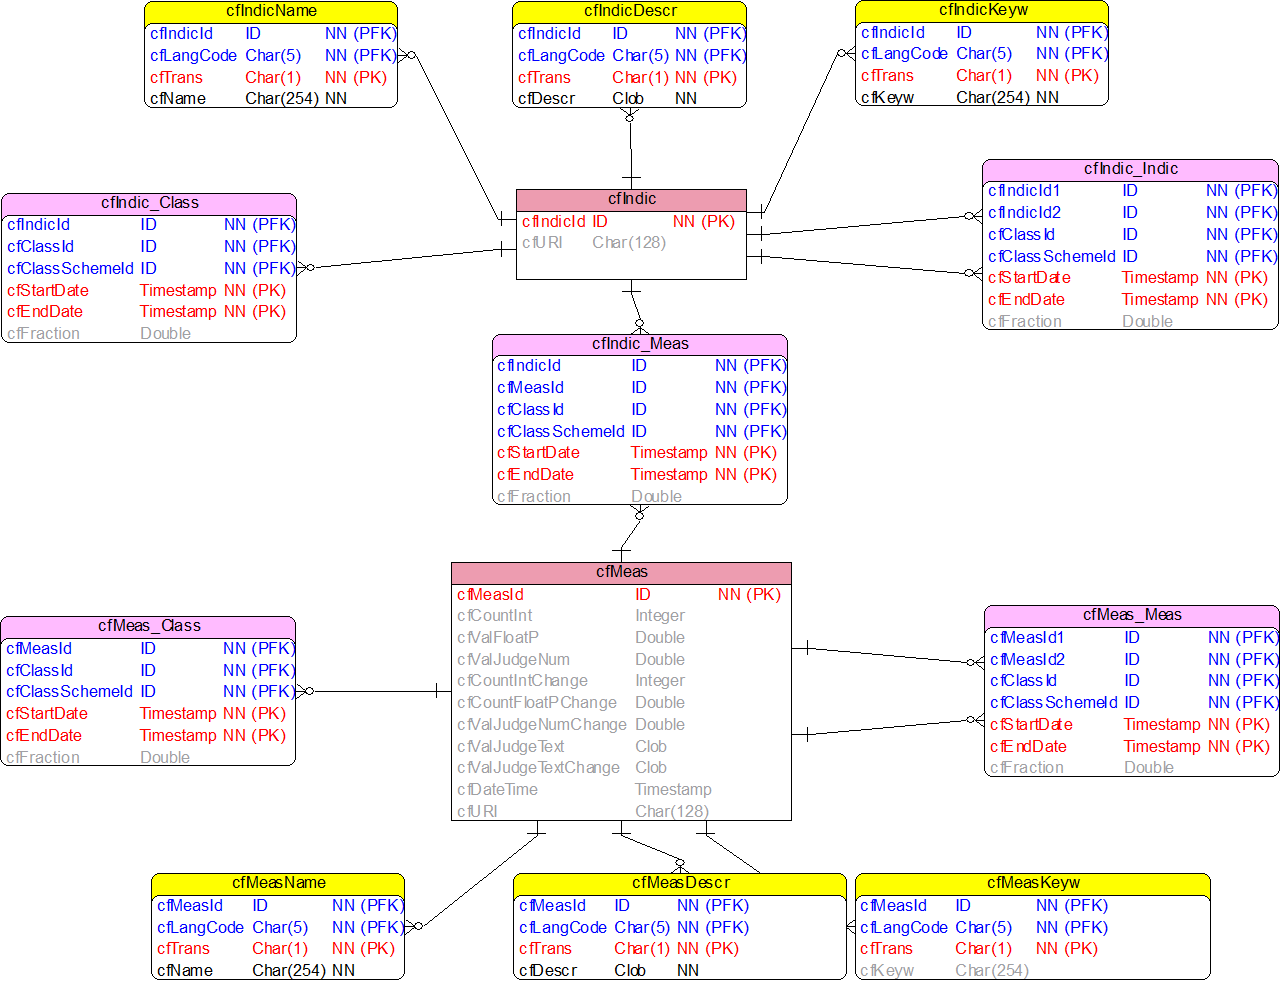 cfIndicName
cfIndicId ID NN (PFK)
cfLangCode Char(5) NN (PFK)
cfTrans Char(1) NN (PK)
cfName Char(254) NN
cfIndicDescr
cfIndicId ID NN (PFK)
cfLangCode Char(5) NN (PFK)
cfTrans Char(1) NN (PK)
cfDescr Clob NN
cfIndicKeyw
cfIndicId ID NN (PFK)
cfLangCode Char(5) NN (PFK)
cfTrans Char(1) NN (PK)
cfKeyw Char(254) NN
cfIndic_Class
cfIndicId ID NN (PFK)
cfClassId ID NN (PFK)
cfClassSchemeId ID NN (PFK)
cfStartDate Timestamp NN (PK)
cfEndDate Timestamp NN (PK)
cfFraction Double
cfIndic
cfIndicId ID NN (PK)
cfURI Char(128)
cfIndic_Indic
cfIndicId1 ID NN (PFK)
cfIndicId2 ID NN (PFK)
cfClassId ID NN (PFK)
cfClassSchemeId ID NN (PFK)
cfStartDate Timestamp NN (PK)
cfEndDate Timestamp NN (PK)
cfFraction Double
cfIndic_Meas
cfIndicId ID NN (PFK)
cfMeasId ID NN (PFK)
cfClassId ID NN (PFK)
cfClassSchemeId ID NN (PFK)
cfStartDate Timestamp NN (PK)
cfEndDate Timestamp NN (PK)
cfFraction Double
cfMeas_Class
cfMeasId ID NN (PFK)
cfClassId ID NN (PFK)
cfClassSchemeId ID NN (PFK)
cfStartDate Timestamp NN (PK)
cfEndDate Timestamp NN (PK)
cfFraction Double
cfMeas
cfMeasId ID NN (PK)
cfCountInt Integer
cfValFloatP Double
cfValJudgeNum Double
cfCountIntChange Integer
cfCountFloatPChange Double
cfValJudgeNumChange Double
cfValJudgeText Clob
cfValJudgeTextChange Clob
cfDateTime Timestamp
cfURI Char(128)
cfMeas_Meas
cfMeasId1 ID NN (PFK)
cfMeasId2 ID NN (PFK)
cfClassId ID NN (PFK)
cfClassSchemeId ID NN (PFK)
cfStartDate Timestamp NN (PK)
cfEndDate Timestamp NN (PK)
cfFraction Double
cfMeasName
cfMeasId ID NN (PFK)
cfLangCode Char(5) NN (PFK)
cfTrans Char(1) NN (PK)
cfName Char(254) NN
cfMeasDescr
cfMeasId ID NN (PFK)
cfLangCode Char(5) NN (PFK)
cfTrans Char(1) NN (PK)
cfDescr Clob NN
cfMeasKeyw
cfMeasId ID NN (PFK)
cfLangCode Char(5) NN (PFK)
cfTrans Char(1) NN (PK)
cfKeyw Char(254)